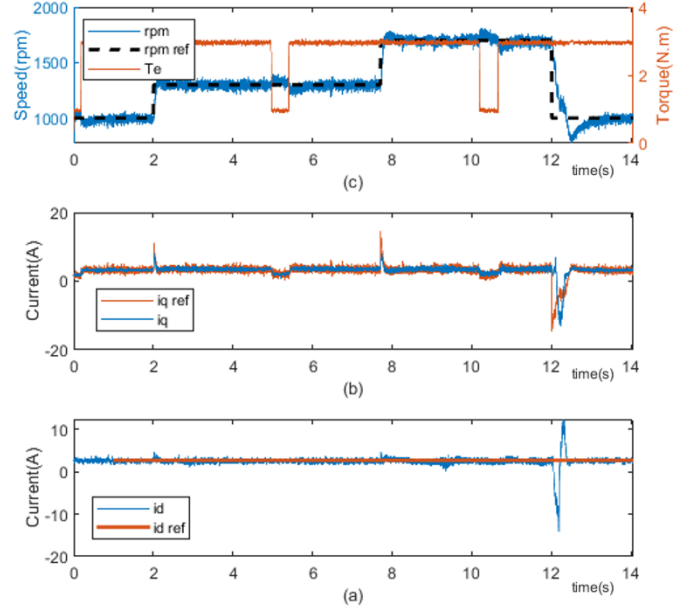 2000
1500
1000
Speed(rpm)
rpm
rpm ref
Te
4
3
2
1
0
Torque(N.m)
0 2 4 6 8 10 12 14
time(s)
(c)
20
0
-20
Current(A)
iq ref
iq
0 2 4 6 8 10 12 14
time(s)
(b)
10
0
-10
-20
Current(A)
id
id ref
0 2 4 6 8 10 12 14
time(s)
(a)